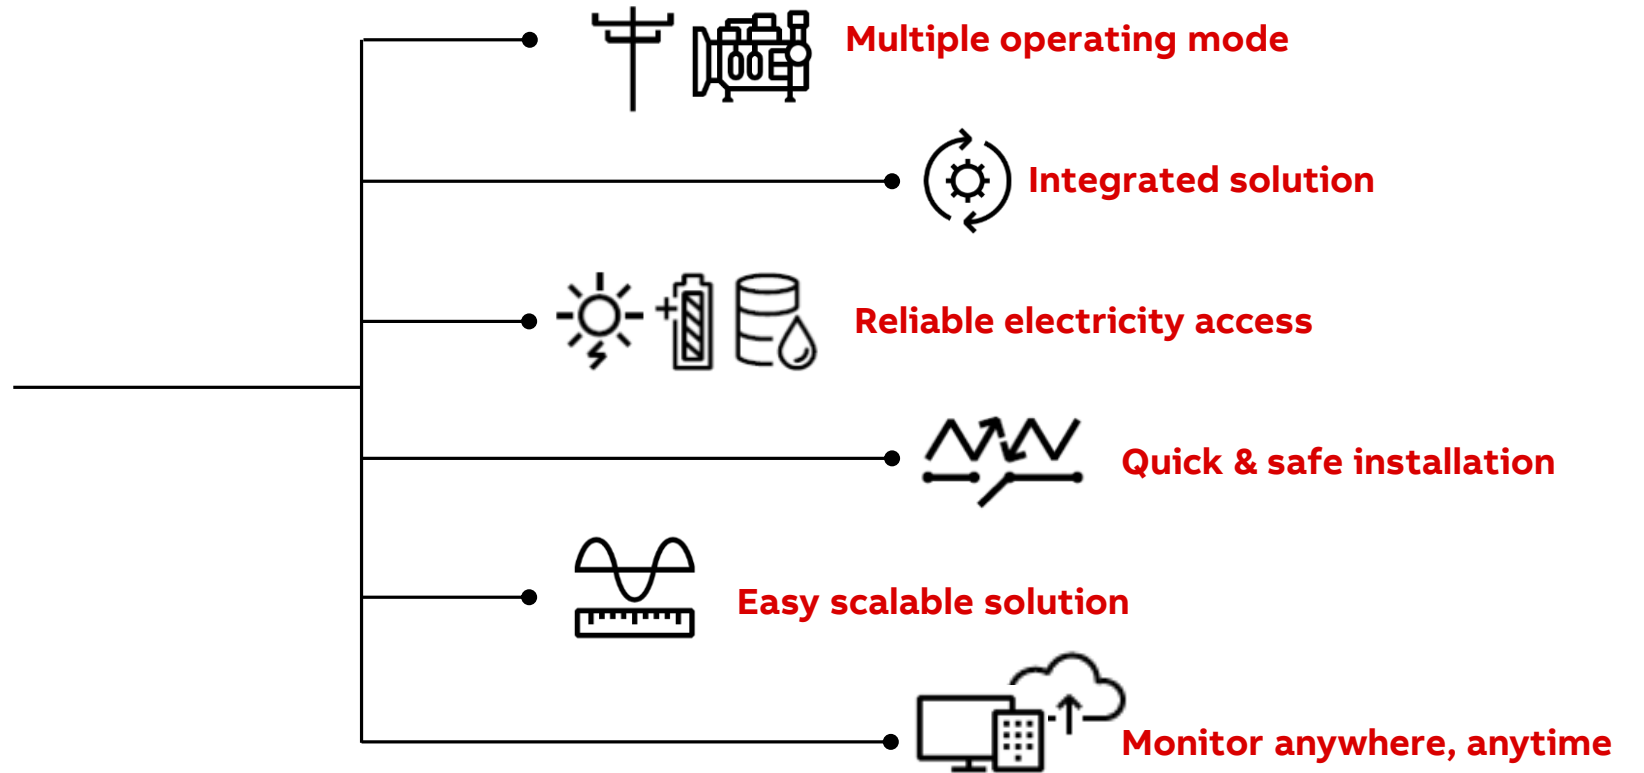 Multiple operating mode
Integrated solution
Reliable electricity access
Quick & safe installation
Easy scalable solution
Monitor anywhere, anytime